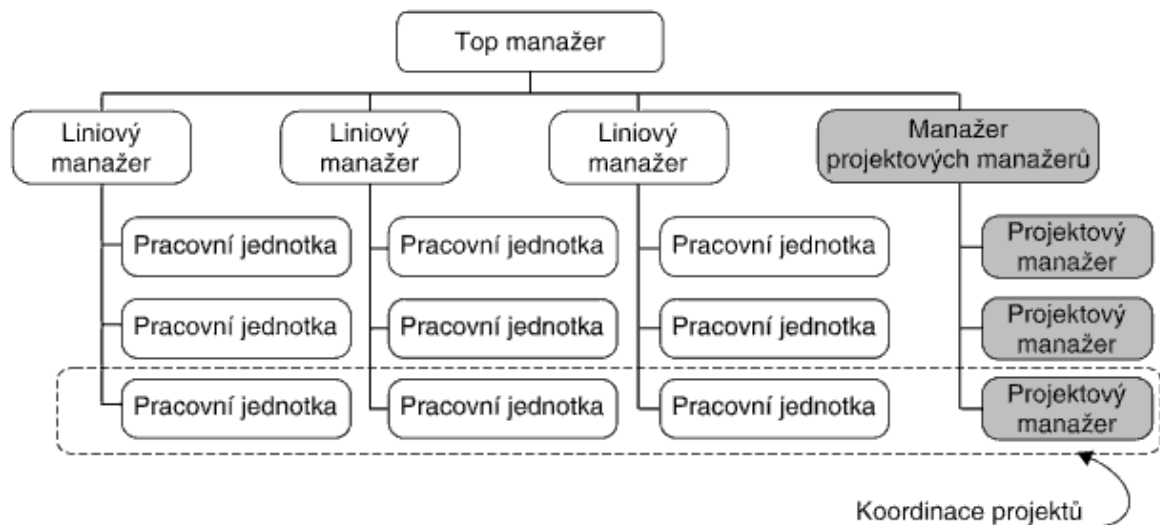 Top manažer
Liniový
manažer
Liniový
manažer
Liniový
manažer
Manažer
projektových manažerů
Pracovní jednotka
Pracovní jednotka
Pracovní jednotka
Projektový
manažer
Pracovní jednotka
Pracovní jednotka
Pracovní jednotka
Projektový
manažer
Pracovní jednotka
Pracovní jednotka
Pracovní jednotka
Projektový
manažer
Koordinace projektů